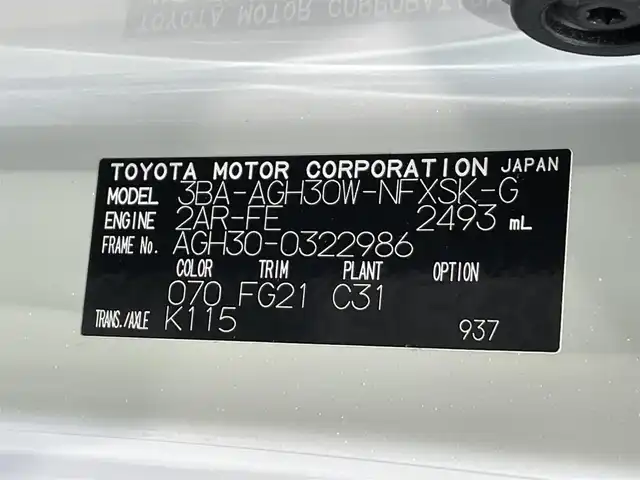 TOYOTA MOTOR CORPORATION JAPAN
MODEL 3BA-AGH30W-NFXSK-G
ENGINE 2AR-FE 2493 mL
FRAME No. AGH30-0322986
COLOR TRIM PLANT OPTION
070 FG21 C31
TRANS./AXLE K115
937